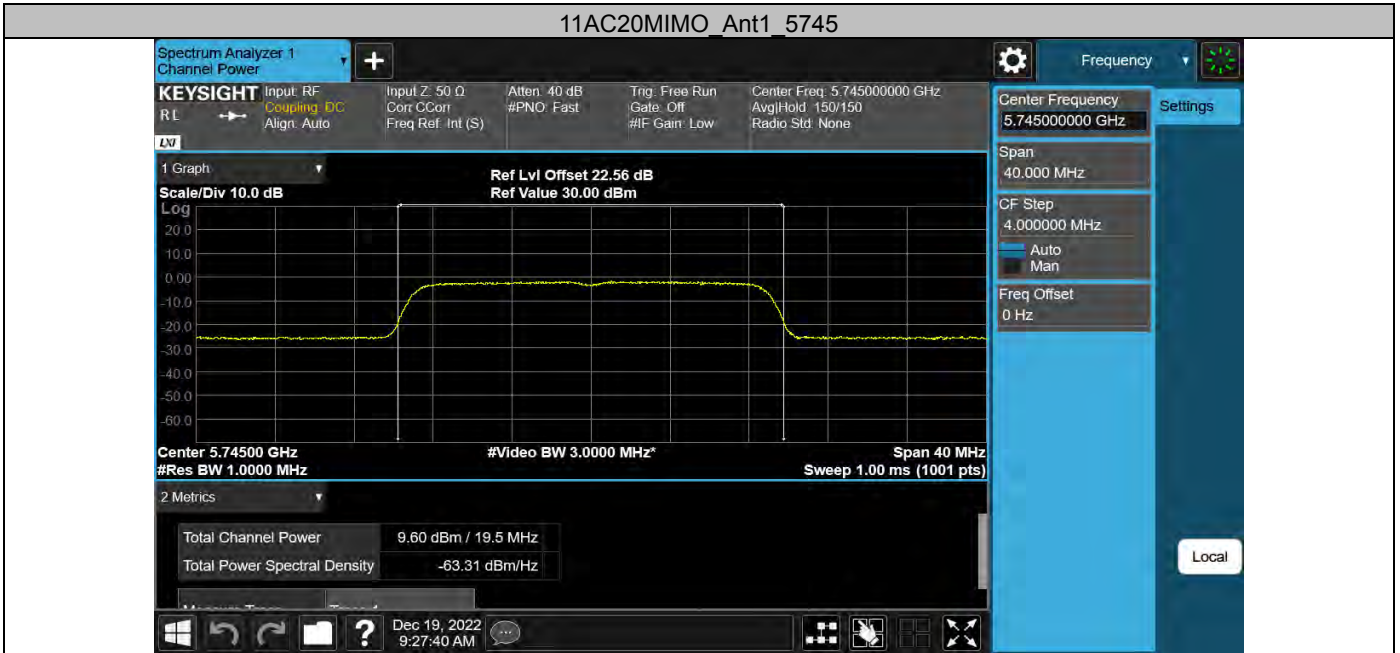 11AC20MIMO_Ant1_5745
Spectrum Analyzer 1
Channel Power
+
Frequency
KEYSIGHT
RL
LXI
Input: RF
Coupling: DC
Align: Auto
Input Z: 50 Ω
Corr CCorr
Freq Ref: Int (S)
Atten: 40 dB
#PNO: Fast
Trig: Free Run
Gate: Off
#IF Gain: Low
Center Freq: 5.745000000 GHz
Avg|Hold: 150/150
Radio Std: None
Center Frequency
5.745000000 GHz
Settings
Span
40.000 MHz
CF Step
4.000000 MHz
Auto
Man
Freq Offset
0 Hz
1 Graph
Scale/Div 10.0 dB
Ref Lvl Offset 22.56 dB
Ref Value 30.00 dBm
Log
20.0
10.0
0.00
-10.0
-20.0
-30.0
-40.0
-50.0
-60.0
Center 5.74500 GHz
#Res BW 1.0000 MHz
#Video BW 3.0000 MHz*
Span 40 MHz
Sweep 1.00 ms (1001 pts)
2 Metrics
Total Channel Power 9.60 dBm / 19.5 MHz
Total Power Spectral Density -63.31 dBm/Hz
Local
?
Dec 19, 2022
9:27:40 AM